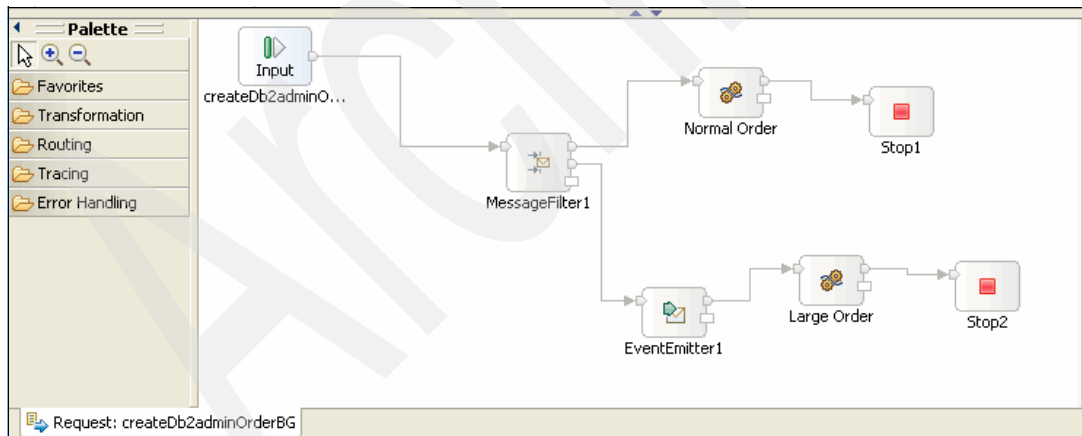 Palette
Favorites
Transformation
Routing
Tracing
Error Handling
Input
createDb2adminO...
MessageFilter1
Normal Order
Stop1
EventEmitter1
Large Order
Stop2
Request: createDb2adminOrderBG